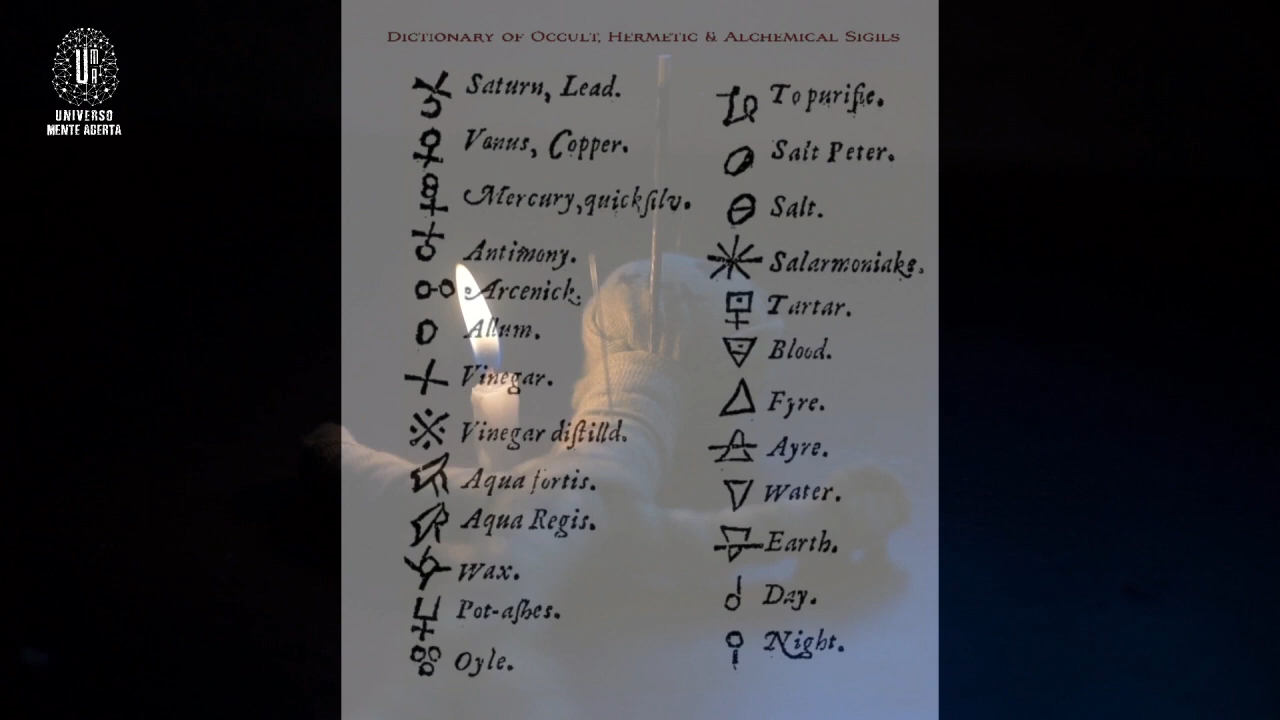 UNIVERSO
MENTE ABERTA
DICTIONARY OF OCCULT, HERMETIC & ALCHEMICAL SIGILS
Saturn, Lead.
Vanus, Copper.
Mercury, quickſilv.
Antimony.
Arcenick.
Allum.
Vinegar.
Vinegar diſtilld.
Aqua fortis.
Aqua Regis.
Wax.
Pot-aſhes.
Oyle.
To purifie.
Salt Peter.
Salt.
Salarmoniake.
Tartar.
Blood.
Fyre.
Ayre.
Water.
Earth.
Day.
Night.